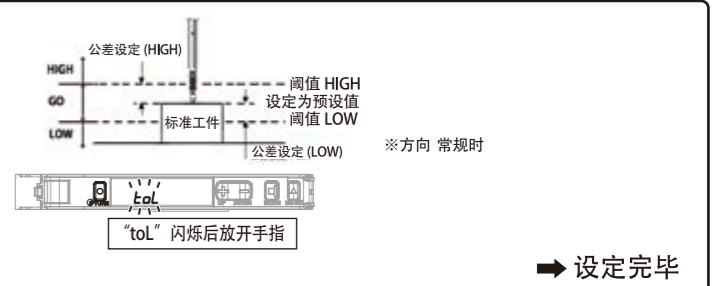 公差设定 (HIGH)
HIGH
阈值 HIGH
GO
设定为预设值
标准工件
阈值 LOW
LOW
公差设定 (LOW)
※方向 常规时
toL
“toL”闪烁后放开手指
➡ 设定完毕